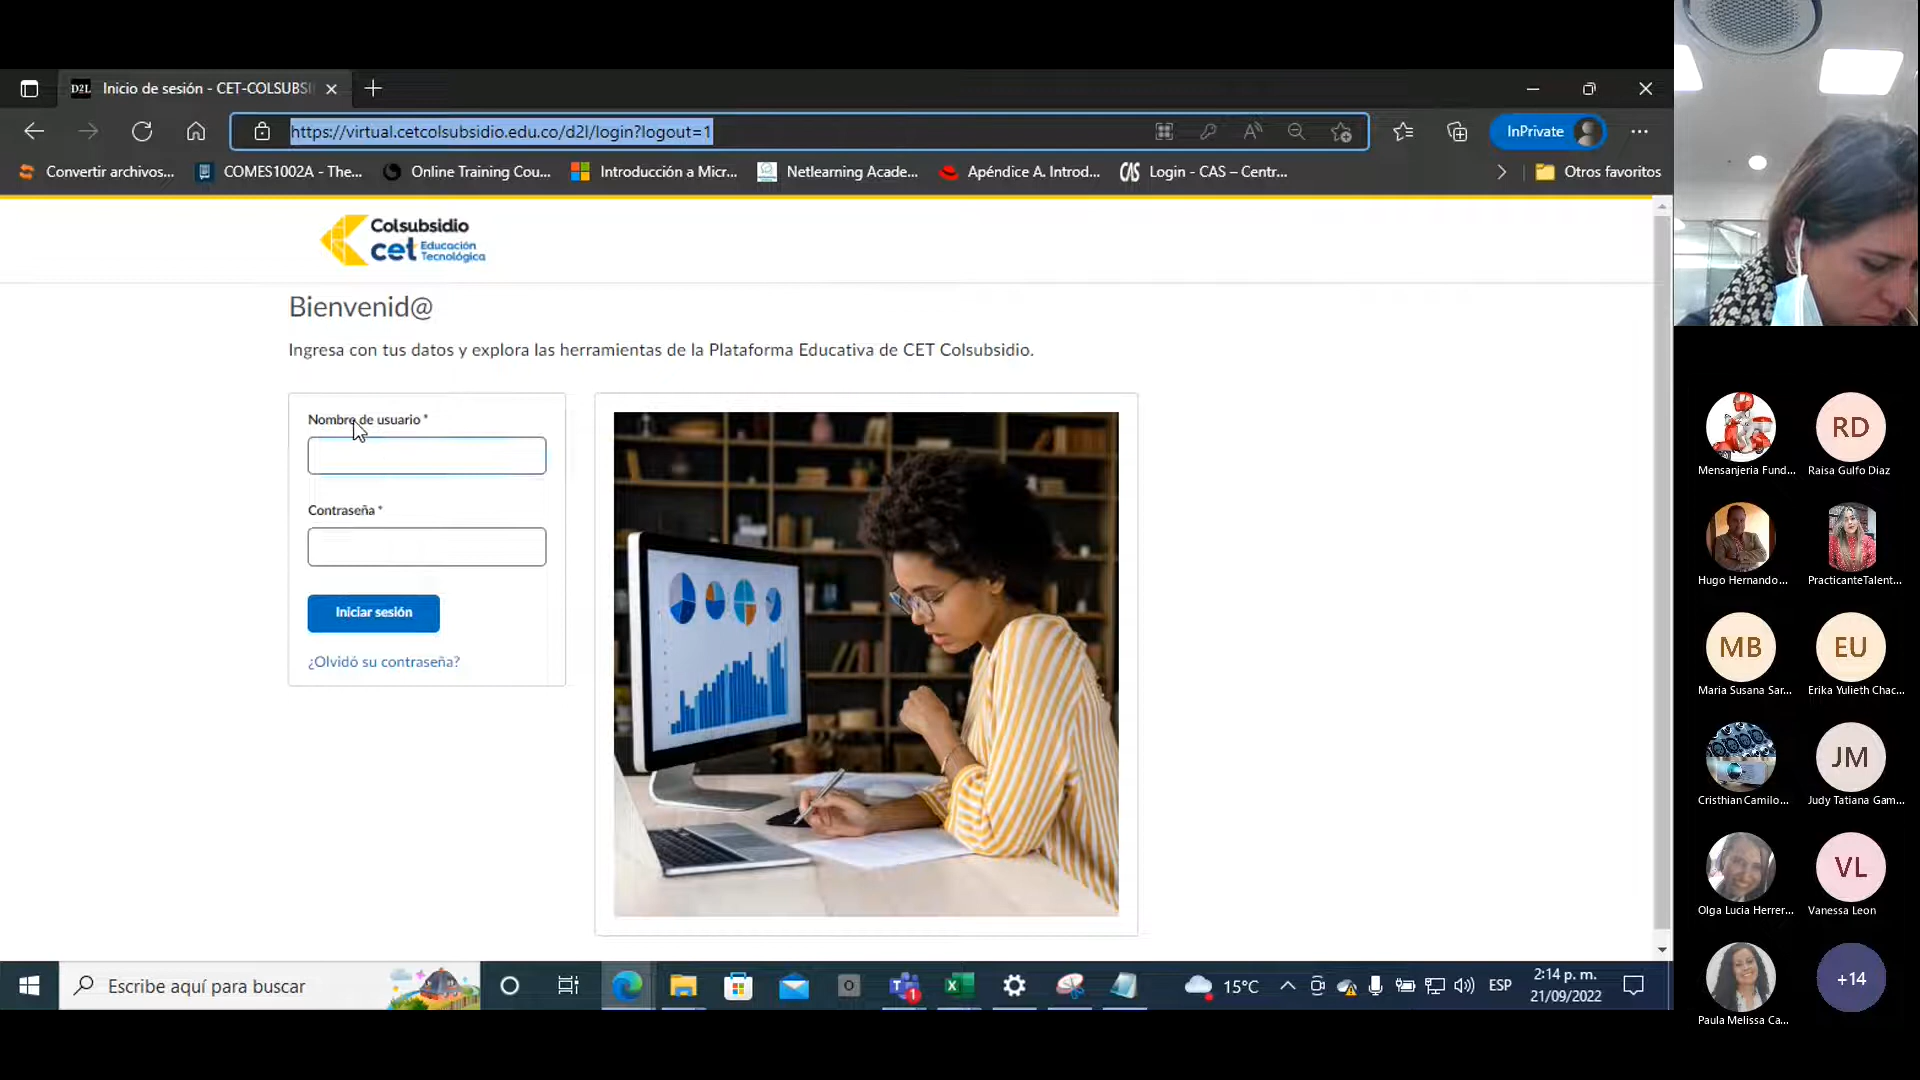 D2L Inicio de sesión - CET-COLSUBSI
https://virtual.cetcolsubsidio.edu.co/d2l/login?logout=1
InPrivate
Convertir archivos...
COMES1002A - The...
Online Training Cou...
Introducción a Micr...
Netlearning Acade...
Apéndice A. Introd...
CAS Login - CAS – Centr...
Otros favoritos
Colsubsidio
cet Educación
Tecnológica
Bienvenid@
Ingresa con tus datos y explora las herramientas de la Plataforma Educativa de CET Colsubsidio.
Nombre de usuario *
Contraseña *
Iniciar sesión
¿Olvidó su contraseña?
RD
Mensanjeria Fund...
Raisa Gulfo Diaz
Hugo Hernando...
PracticanteTalent...
MB
EU
Maria Susana Sar...
Erika Yulieth Chac...
JM
Cristhian Camilo...
Judy Tatiana Gam...
VL
Olga Lucia Herrer...
Vanessa Leon
+14
Paula Melissa Ca...
Escribe aquí para buscar
1
15°C
ESP
2:14 p. m.
21/09/2022